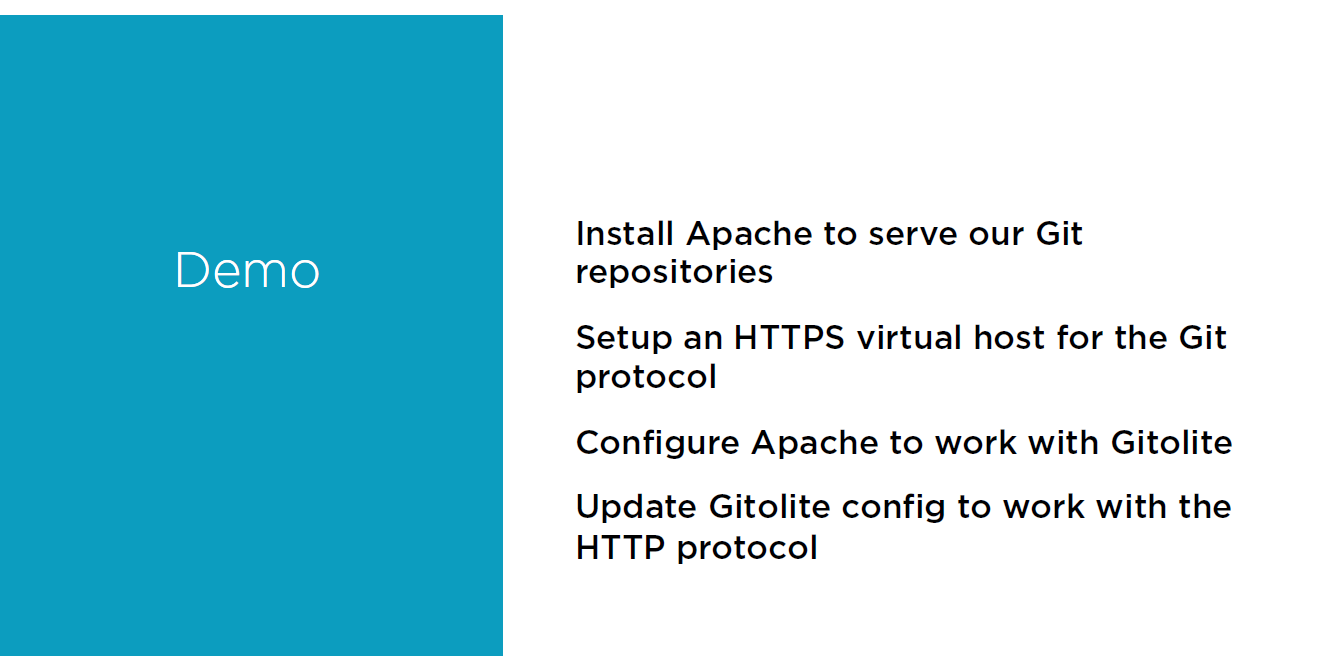 Demo
Install Apache to serve our Git
repositories
Setup an HTTPS virtual host for the Git
protocol
Configure Apache to work with Gitolite
Update Gitolite config to work with the
HTTP protocol